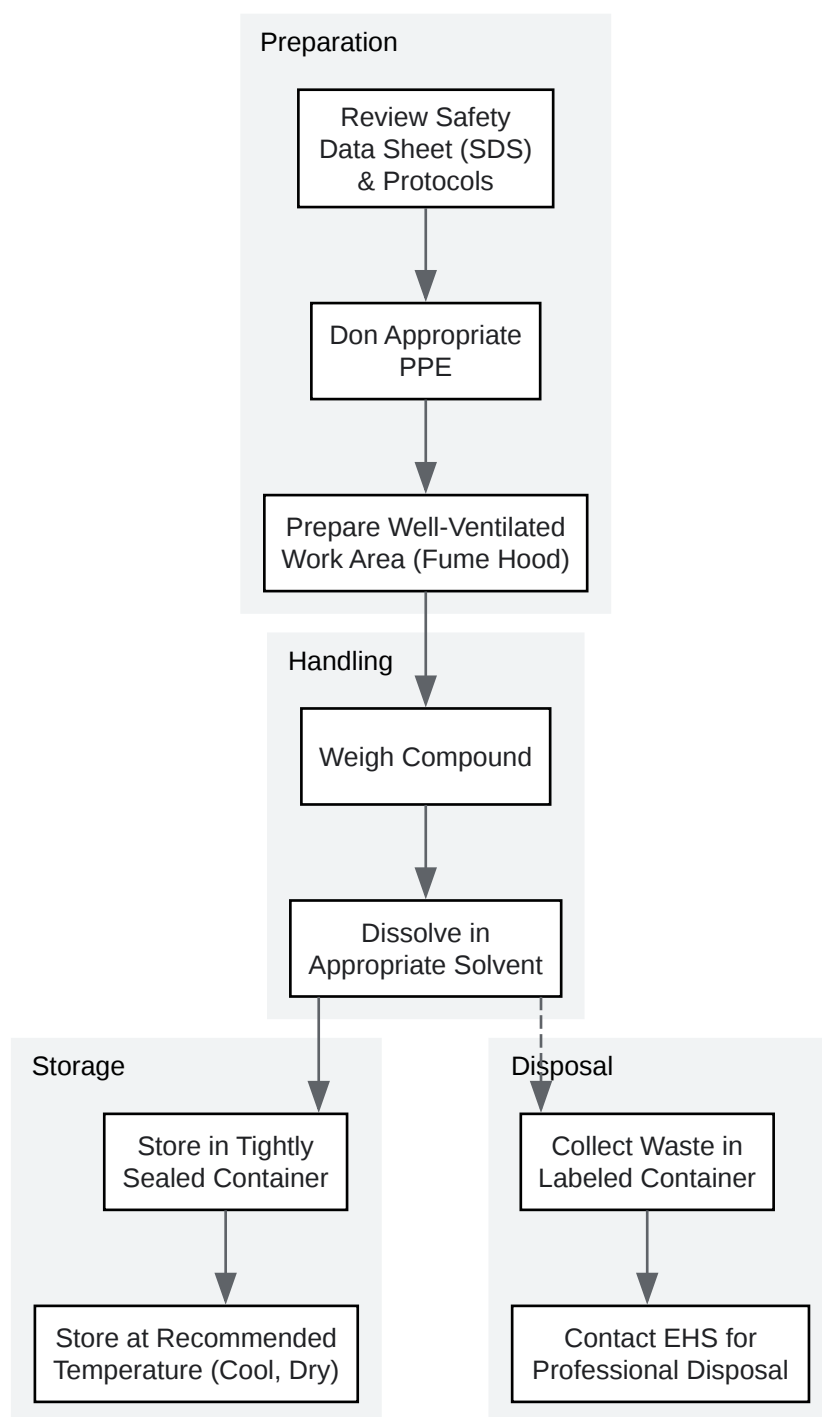 Preparation
Review Safety
Data Sheet (SDS)
& Protocols
Don Appropriate
PPE
Prepare Well-Ventilated
Work Area (Fume Hood)
Handling
Weigh Compound
Dissolve in
Appropriate Solvent
Storage
Store in Tightly
Sealed Container
Store at Recommended
Temperature (Cool, Dry)
Disposal
Collect Waste in
Labeled Container
Contact EHS for
Professional Disposal